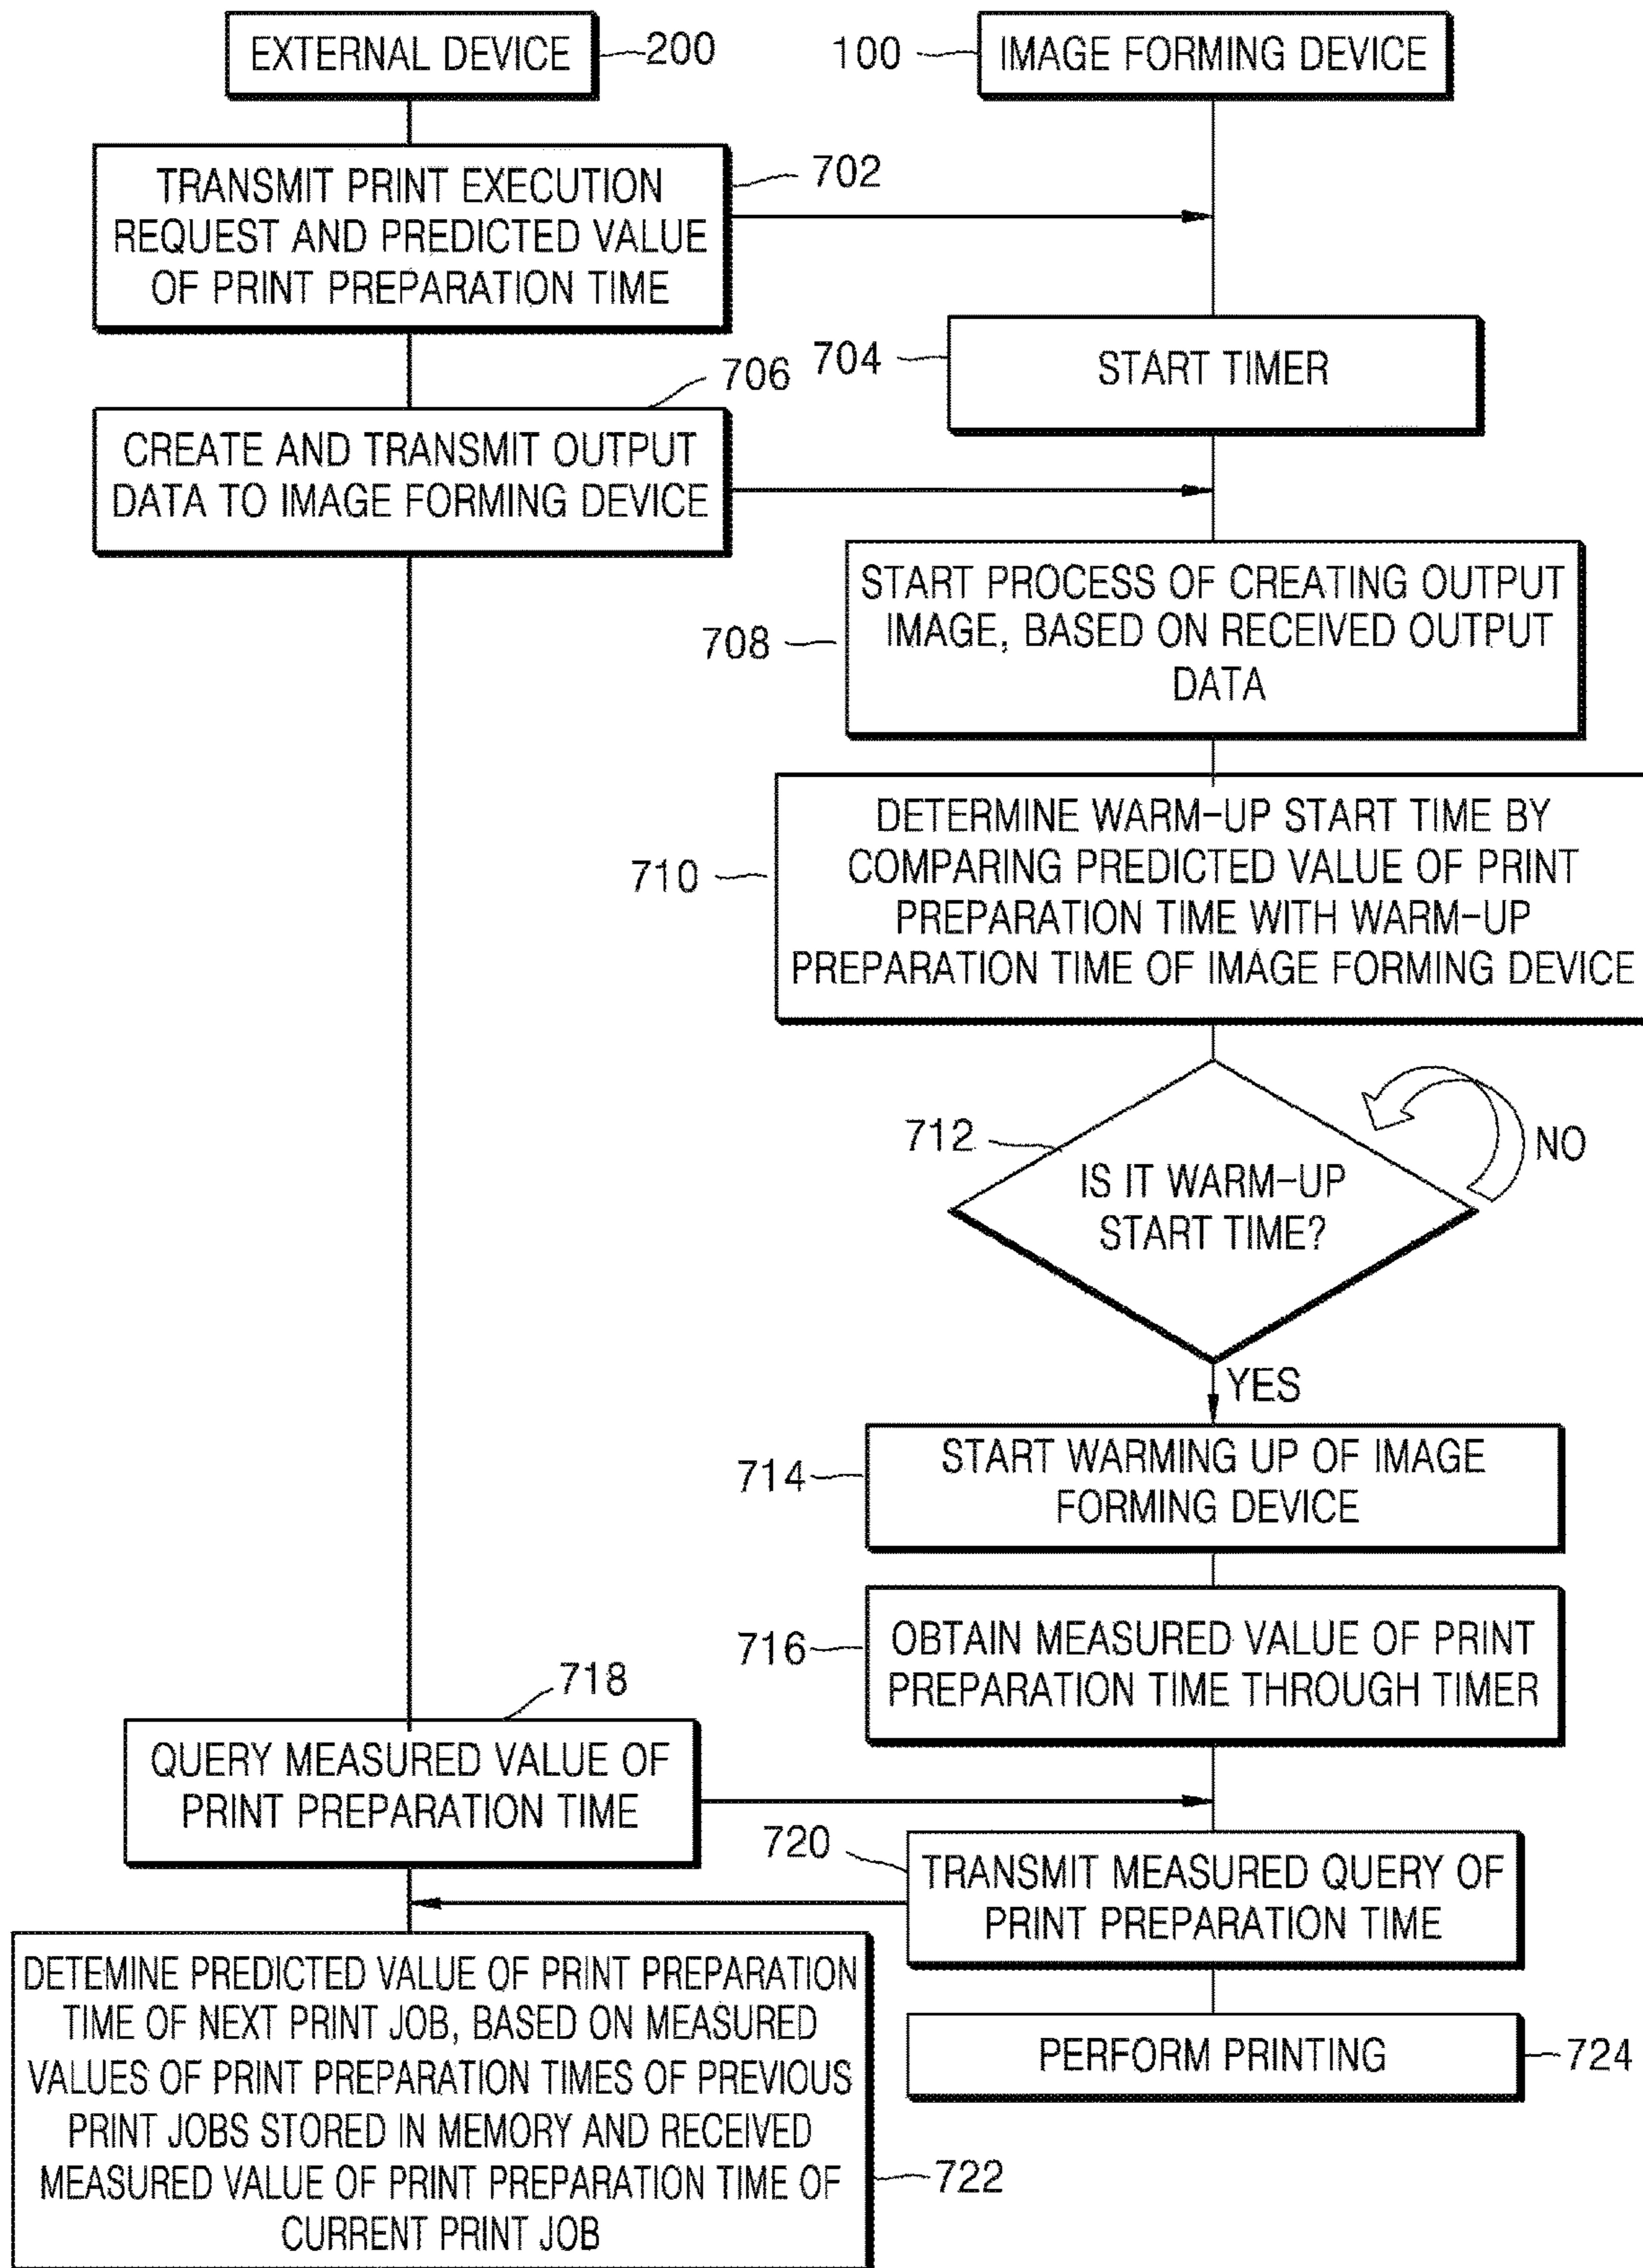 EXTERNAL DEVICE
200
100
IMAGE FORMING DEVICE
TRANSMIT PRINT EXECUTION
REQUEST AND PREDICTED VALUE
OF PRINT PREPARATION TIME
702
704
START TIMER
706
CREATE AND TRANSMIT OUTPUT
DATA TO IMAGE FORMING DEVICE
START PROCESS OF CREATING OUTPUT
IMAGE, BASED ON RECEIVED OUTPUT
DATA
708
DETERMINE WARM-UP START TIME BY
COMPARING PREDICTED VALUE OF PRINT
PREPARATION TIME WITH WARM-UP
PREPARATION TIME OF IMAGE FORMING DEVICE
710
712
IS IT WARM-UP
START TIME?
NO
YES
714
START WARMING UP OF IMAGE
FORMING DEVICE
716
OBTAIN MEASURED VALUE OF PRINT
PREPARATION TIME THROUGH TIMER
718
QUERY MEASURED VALUE OF
PRINT PREPARATION TIME
720
TRANSMIT MEASURED QUERY OF
PRINT PREPARATION TIME
DETEMINE PREDICTED VALUE OF PRINT PREPARATION
TIME OF NEXT PRINT JOB, BASED ON MEASURED
VALUES OF PRINT PREPARATION TIMES OF PREVIOUS
PRINT JOBS STORED IN MEMORY AND RECEIVED
MEASURED VALUE OF PRINT PREPARATION TIME OF
CURRENT PRINT JOB
722
PERFORM PRINTING
724